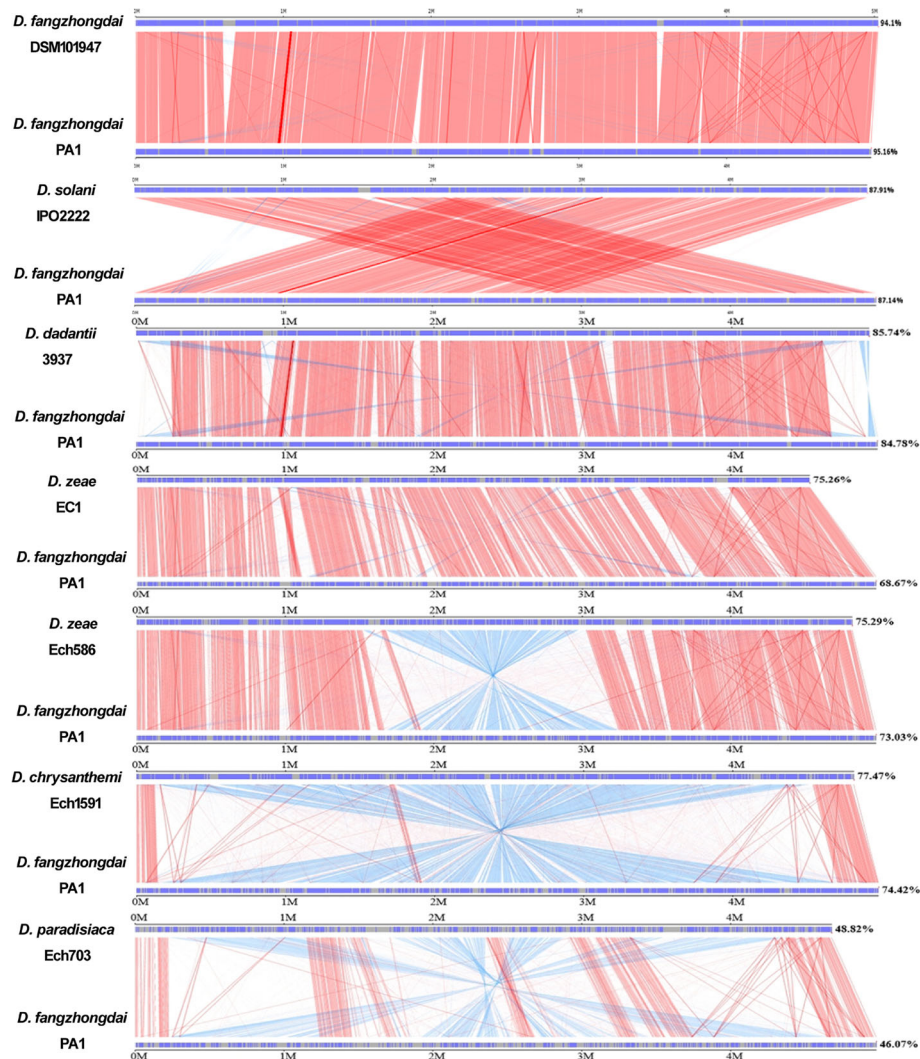 0M 1M 2M 3M 4M 5M
D. fangzhongdai
DSM101947
94.1%
D. fangzhongdai
PA1
95.16%
0M 1M 2M 3M 4M
0M 1M 2M 3M 4M
D. solani
IPO2222
87.91%
D. fangzhongdai
PA1
87.14%
0M 1M 2M 3M 4M
D. dadantii
3937
85.74%
D. fangzhongdai
PA1
84.78%
0M 1M 2M 3M 4M
0M 1M 2M 3M 4M
D. zeae
EC1
75.26%
D. fangzhongdai
PA1
68.67%
0M 1M 2M 3M 4M
D. zeae
Ech586
75.29%
D. fangzhongdai
PA1
73.03%
0M 1M 2M 3M 4M
D. chrysanthemi
Ech1591
77.47%
D. fangzhongdai
PA1
74.42%
0M 1M 2M 3M 4M
D. paradisiaca
Ech703
48.82%
D. fangzhongdai
PA1
46.07%
0M 1M 2M 3M 4M